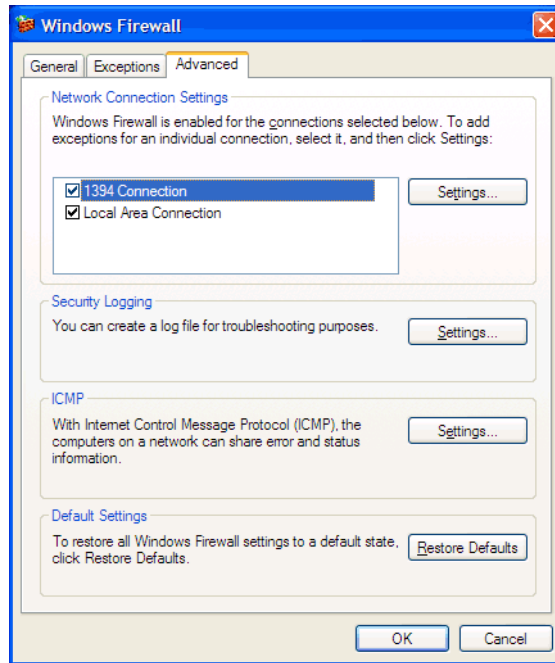 Windows Firewall
General
Exceptions
Advanced
Network Connection Settings
Windows Firewall is enabled for the connections selected below. To add
exceptions for an individual connection, select it, and then click Settings:
1394 Connection
Local Area Connection
Settings...
Security Logging
You can create a log file for troubleshooting purposes.
Settings...
ICMP
With Internet Control Message Protocol (ICMP), the
computers on a network can share error and status
information.
Settings...
Default Settings
To restore all Windows Firewall settings to a default state,
click Restore Defaults.
Restore Defaults
OK
Cancel